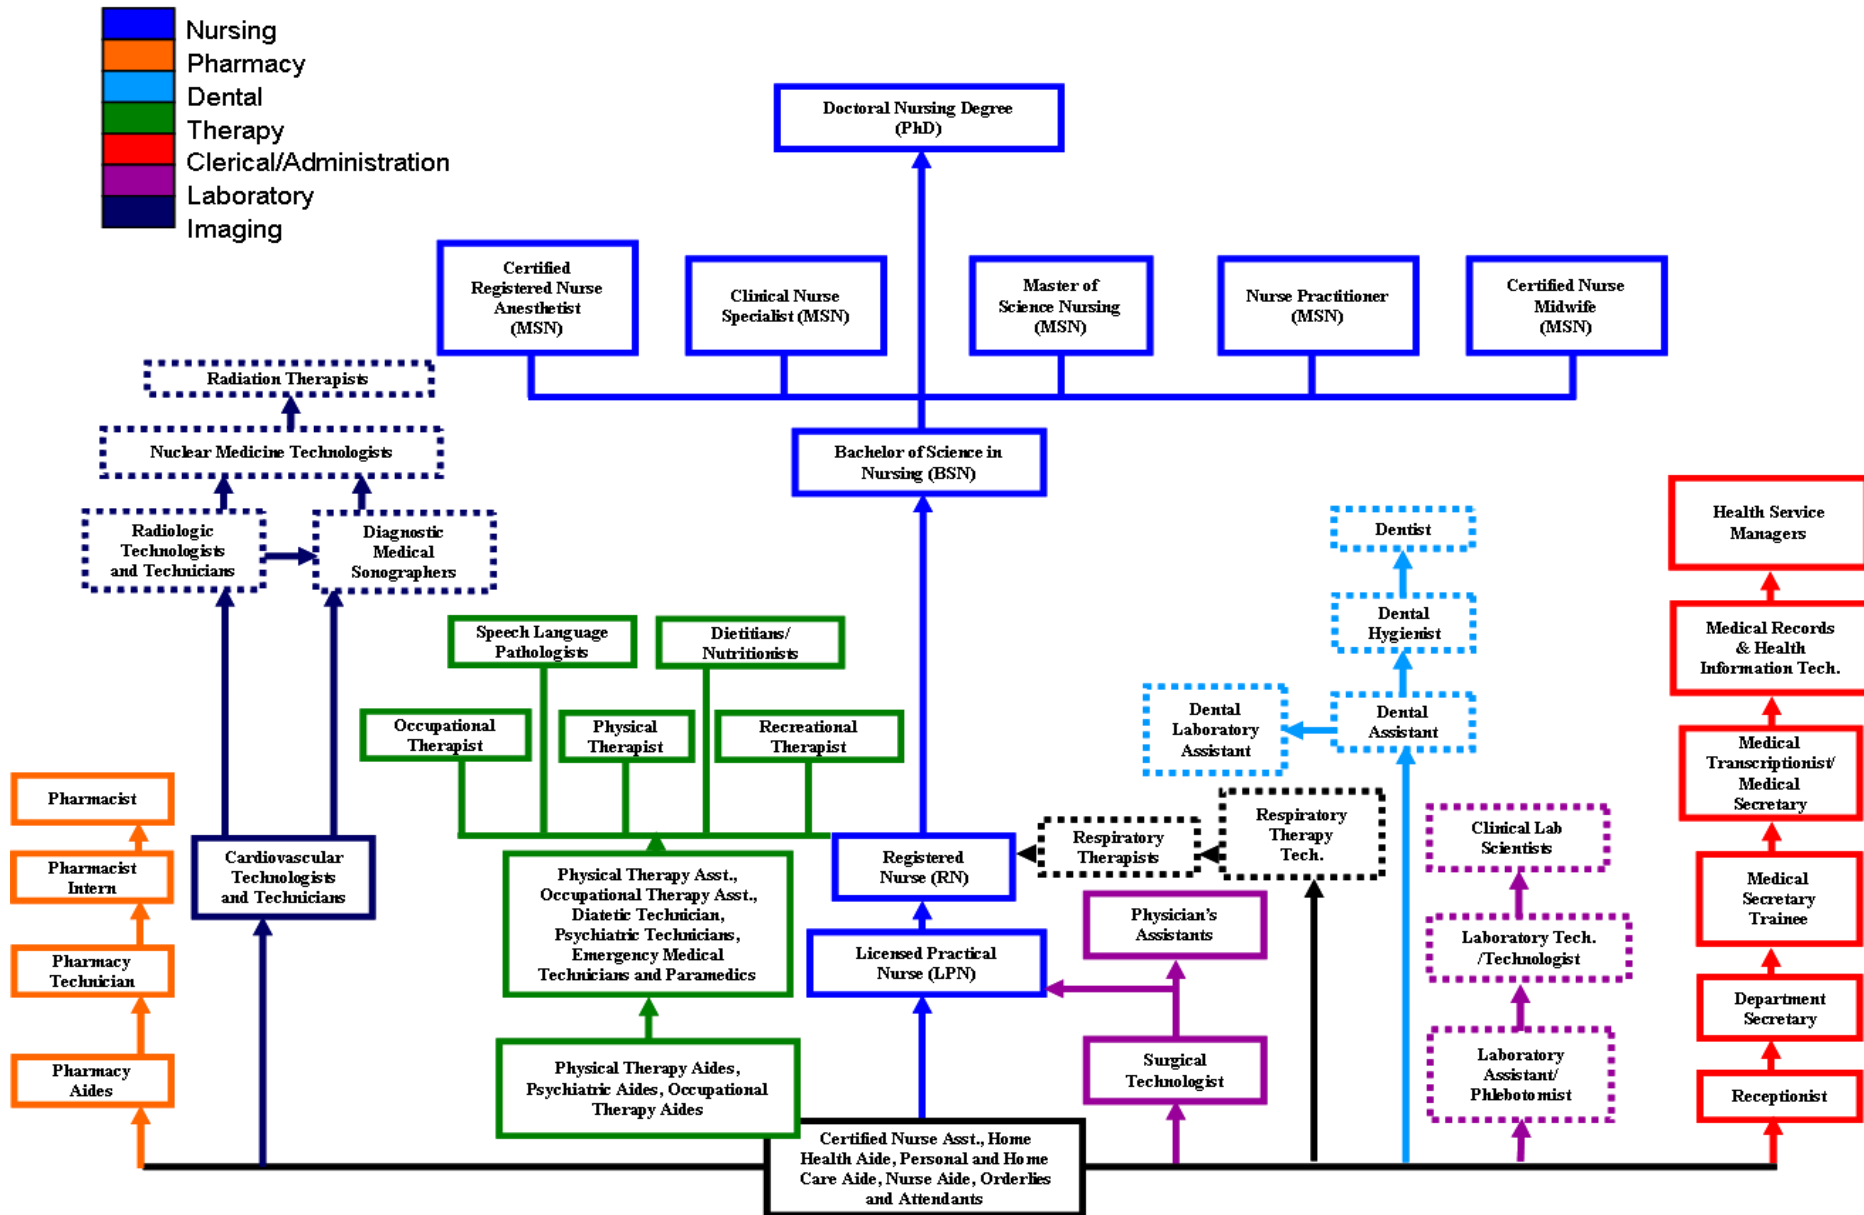 Nursing
Pharmacy
Dental
Therapy
Clerical/Administration
Laboratory
Imaging
Doctoral Nursing Degree
(PhD)
Certified
Registered Nurse
Anesthetist
(MSN)
Clinical Nurse
Specialist (MSN)
Master of
Science Nursing
(MSN)
Nurse Practitioner
(MSN)
Certified Nurse
Midwife
(MSN)
Radiation Therapists
Nuclear Medicine Technologists
Bachelor of Science in
Nursing (BSN)
Radiologic
Technologists
and Technicians
Diagnostic
Medical
Sonographers
Dentist
Health Service
Managers
Speech Language
Pathologists
Dietitians/
Nutritionists
Dental
Hygienist
Medical Records
& Health
Information Tech.
Occupational
Therapist
Physical
Therapist
Recreational
Therapist
Dental
Laboratory
Assistant
Dental
Assistant
Medical
Transcriptionist/
Medical
Secretary
Pharmacist
Pharmacist
Intern
Cardiovascular
Technologists
and Technicians
Physical Therapy Asst.,
Occupational Therapy Asst.,
Diatetic Technician,
Psychiatric Technicians,
Emergency Medical
Technicians and Paramedics
Registered
Nurse (RN)
Respiratory
Therapists
Respiratory
Therapy
Tech.
Clinical Lab
Scientists
Medical
Secretary
Trainee
Pharmacy
Technician
Licensed Practical
Nurse (LPN)
Physician's
Assistants
Laboratory Tech.
/Technologist
Department
Secretary
Pharmacy
Aides
Physical Therapy Aides,
Psychiatric Aides, Occupational
Therapy Aides
Surgical
Technologist
Laboratory
Assistant/
Phlebotomist
Receptionist
Certified Nurse Asst., Home
Health Aide, Personal and Home
Care Aide, Nurse Aide, Orderlies
and Attendants